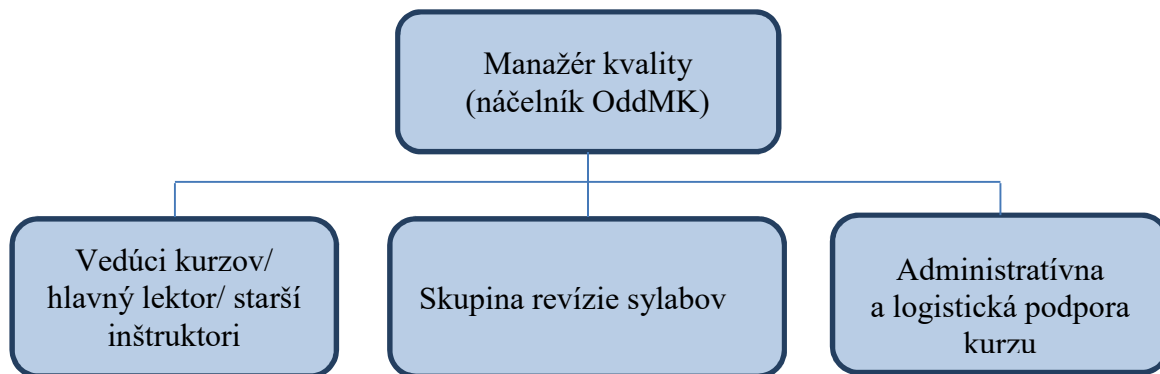 Manažér kvality
(náčelník OddMK)
Vedúci kurzov/
hlavný lektor/ starší
inštruktori
Skupina revízie sylabov
Administratívna
a logistická podpora
kurzu